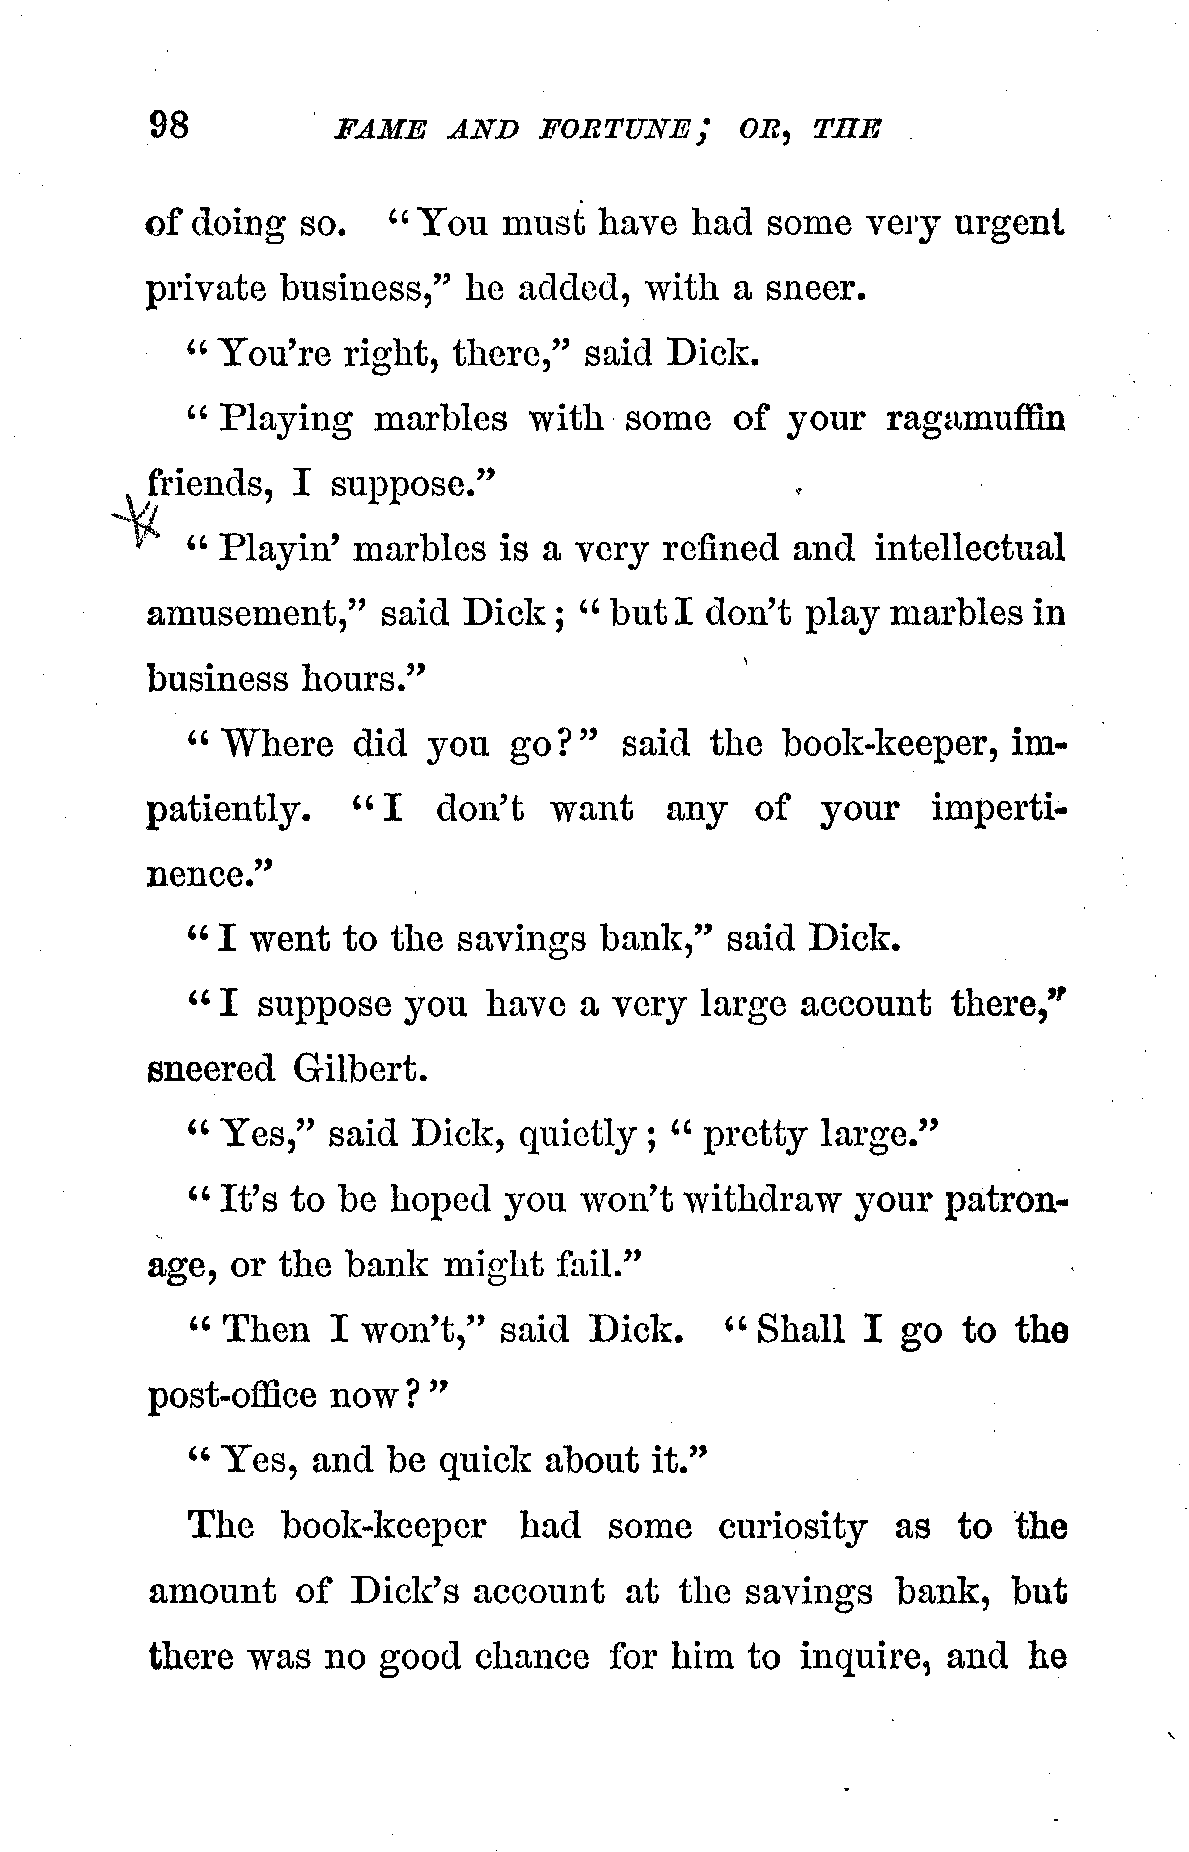 98 FAME AND FORTUNE; OR, THE
of doing so. “You must have had some very urgent
private business,” he added, with a sneer.
“You’re right, there,” said Dick.
“Playing marbles with some of your ragamuffin
friends, I suppose.”
“Playin’ marbles is a very refined and intellectual
amusement,” said Dick; “but I don’t play marbles in
business hours.”
“Where did you go?” said the book-keeper, im-
patiently. “I don’t want any of your imperti-
nence.”
“I went to the savings bank,” said Dick.
“I suppose you have a very large account there,”
sneered Gilbert.
“Yes,” said Dick, quietly; “pretty large.”
“It’s to be hoped you won’t withdraw your patron-
age, or the bank might fail.”
“Then I won’t,” said Dick. “Shall I go to the
post-office now?”
“Yes, and be quick about it.”
The book-keeper had some curiosity as to the
amount of Dick’s account at the savings bank, but
there was no good chance for him to inquire, and he